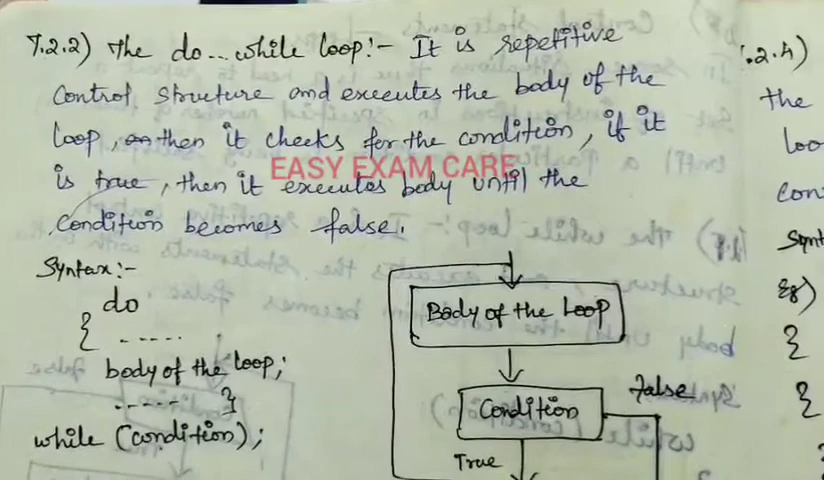 7.2.2) The do...while loop:- It is repetitive
control structure and executes the body of the
loop, then it checks for the condition, if it
EASY EXAM CARE
is true, then it executes body until the
condition becomes false.
Syntax:-
do
{ .....
body of the loop;
..... }
while (condition);
Body of the Loop
Condition
false
True
.2.4)
the
loo
con
Synt
{
{